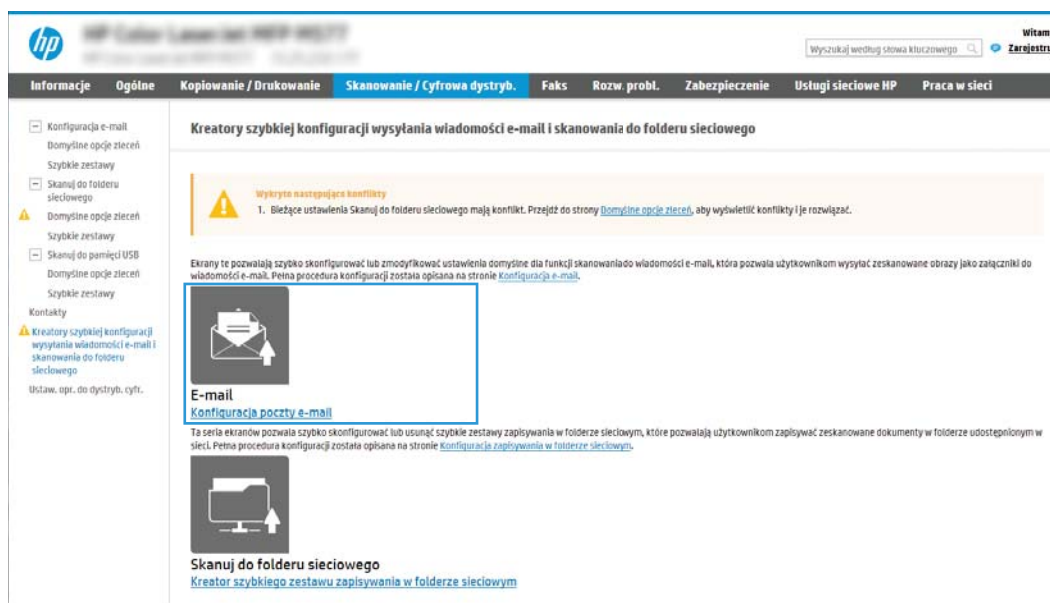 hp
Witam
Wyszukaj według słowa kluczowego
Zarejestru
Informacje Ogólne Kopiowanie / Drukowanie Skanowanie / Cyfrowa dystryb. Faks Rozw. probl. Zabezpieczenie Usługi sieciowe HP Praca w sieci
Konfiguracja e-mail
Domyślne opcje zleceń
Szybkie zestawy
Skanuj do folderu
sieciowego
Domyślne opcje zleceń
Szybkie zestawy
Skanuj do pamięci USB
Domyślne opcje zleceń
Szybkie zestawy
Kontakty
Kreatory szybkiej konfiguracji
wysyłania wiadomości e-mail i
skanowania do folderu
sieciowego
Ustaw. opr. do dystryb. cyfr.
Kreatory szybkiej konfiguracji wysyłania wiadomości e-mail i skanowania do folderu sieciowego
Wykryto następujące konflikty
1. Bieżące ustawienia Skanuj do folderu sieciowego mają konflikt. Przejdź do strony Domyślne opcje zleceń, aby wyświetlić konflikty i je rozwiązać.
Ekrany te pozwalają szybko skonfigurować lub zmodyfikować ustawienia domyślne dla funkcji skanowaniado wiadomości e-mail, która pozwala użytkownikom wysyłać zeskanowane obrazy jako załączniki do
wiadomości e-mail. Pełna procedura konfiguracji została opisana na stronie Konfiguracja e-mail.
E-mail
Konfiguracja poczty e-mail
Ta seria ekranów pozwala szybko skonfigurować lub usunąć szybkie zestawy zapisywania w folderze sieciowym, które pozwalają użytkownikom zapisywać zeskanowane dokumenty w folderze udostępnionym w
sieci. Pełna procedura konfiguracji została opisana na stronie Konfiguracja zapisywania w folderze sieciowym.
Skanuj do folderu sieciowego
Kreator szybkiego zestawu zapisywania w folderze sieciowym